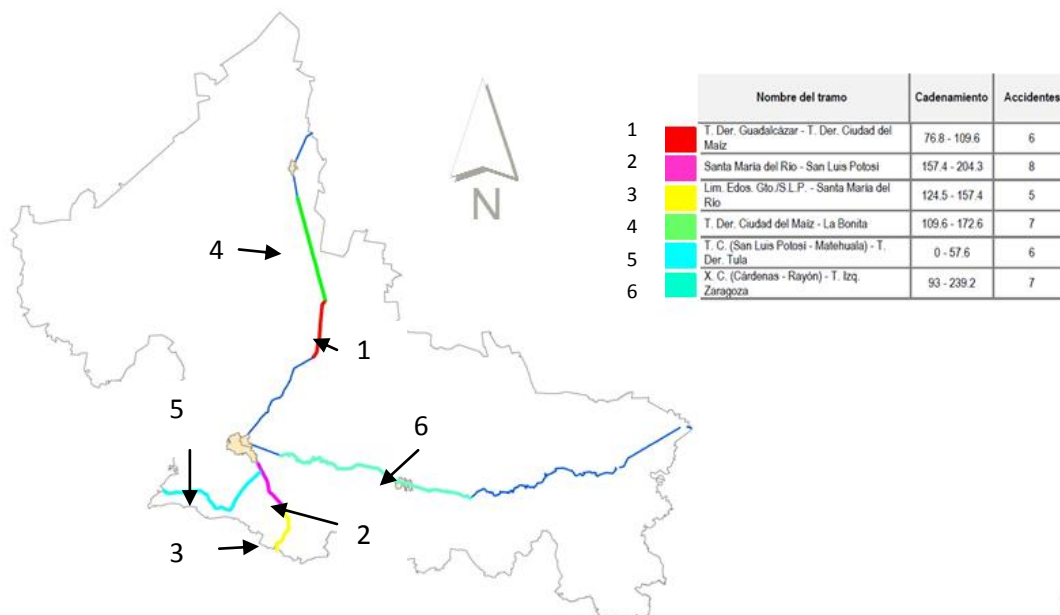 Nombre del tramo Cadenamiento Accidentes
1 T. Der. Guadalcázar - T. Der. Ciudad del
Maíz 76.8 - 109.6 6
2 Santa María del Río - San Luis Potosí 157.4 - 204.3 8
3 Lim. Edos. Gto./S.L.P. - Santa María del
Río 124.5 - 157.4 5
4 T. Der. Ciudad del Maíz - La Bonita 109.6 - 172.6 7
5 T. C. (San Luis Potosí - Matehuala) - T.
Der. Tula 0 - 57.6 6
6 X. C. (Cárdenas - Rayón) - T. Izq.
Zaragoza 93 - 239.2 7
N
4
1
5
6
2
3